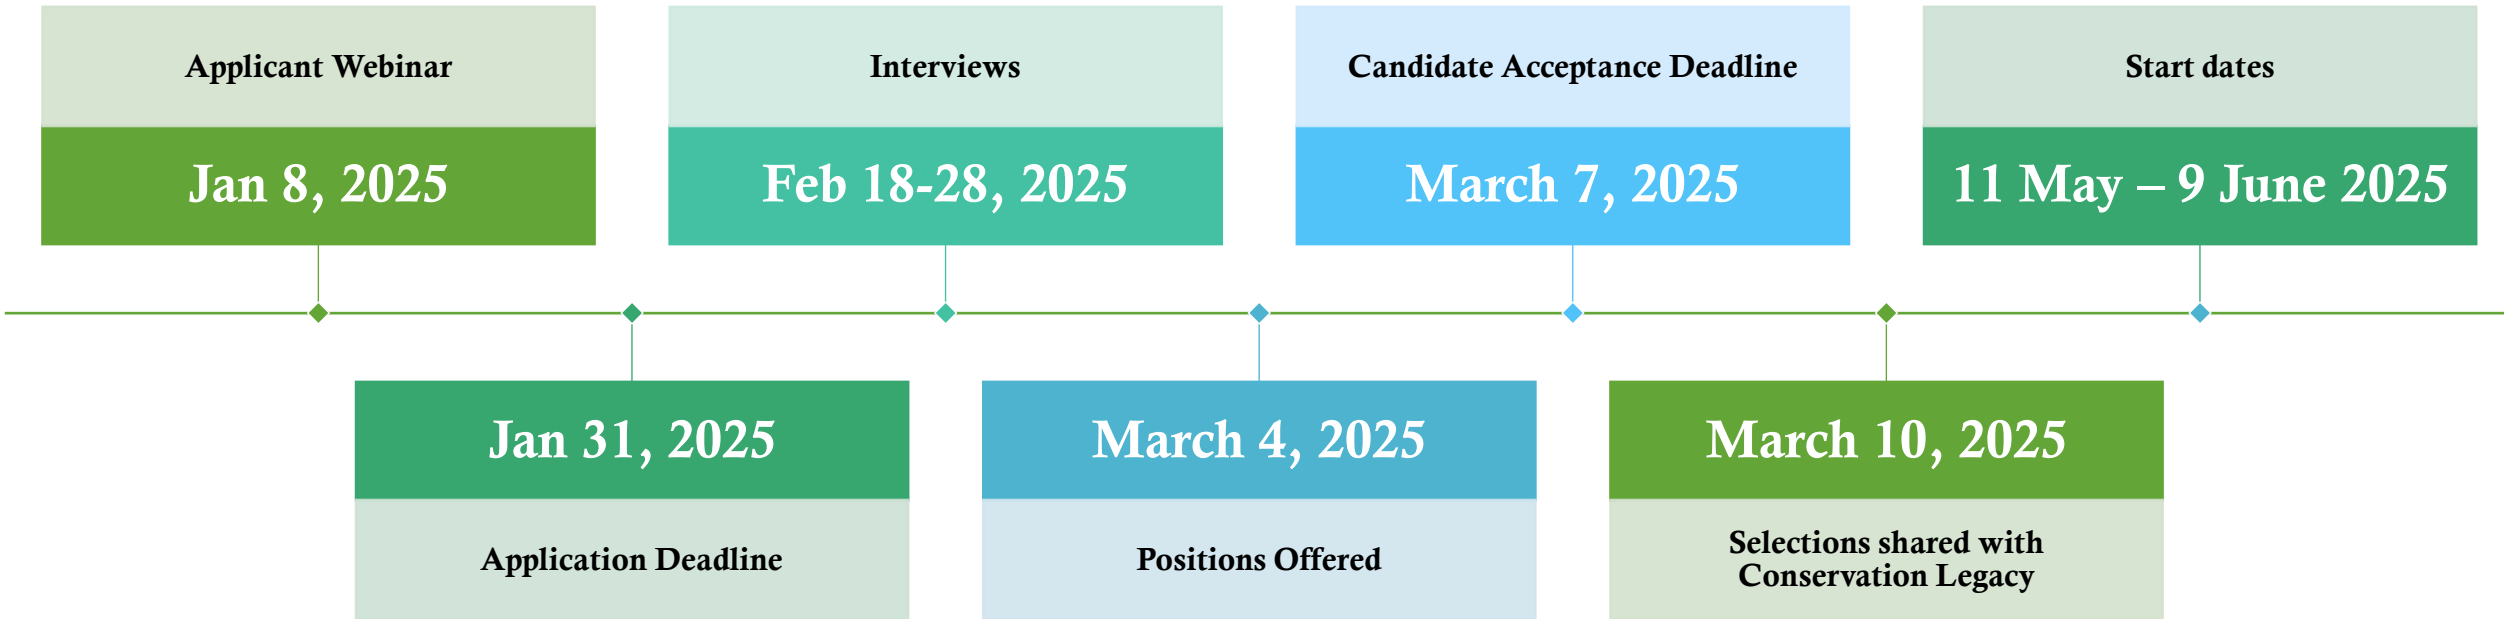 Applicant Webinar
Jan 8, 2025
Jan 31, 2025
Application Deadline
Interviews
Feb 18-28, 2025
March 4, 2025
Positions Offered
Candidate Acceptance Deadline
March 7, 2025
March 10, 2025
Selections shared with
Conservation Legacy
Start dates
11 May – 9 June 2025